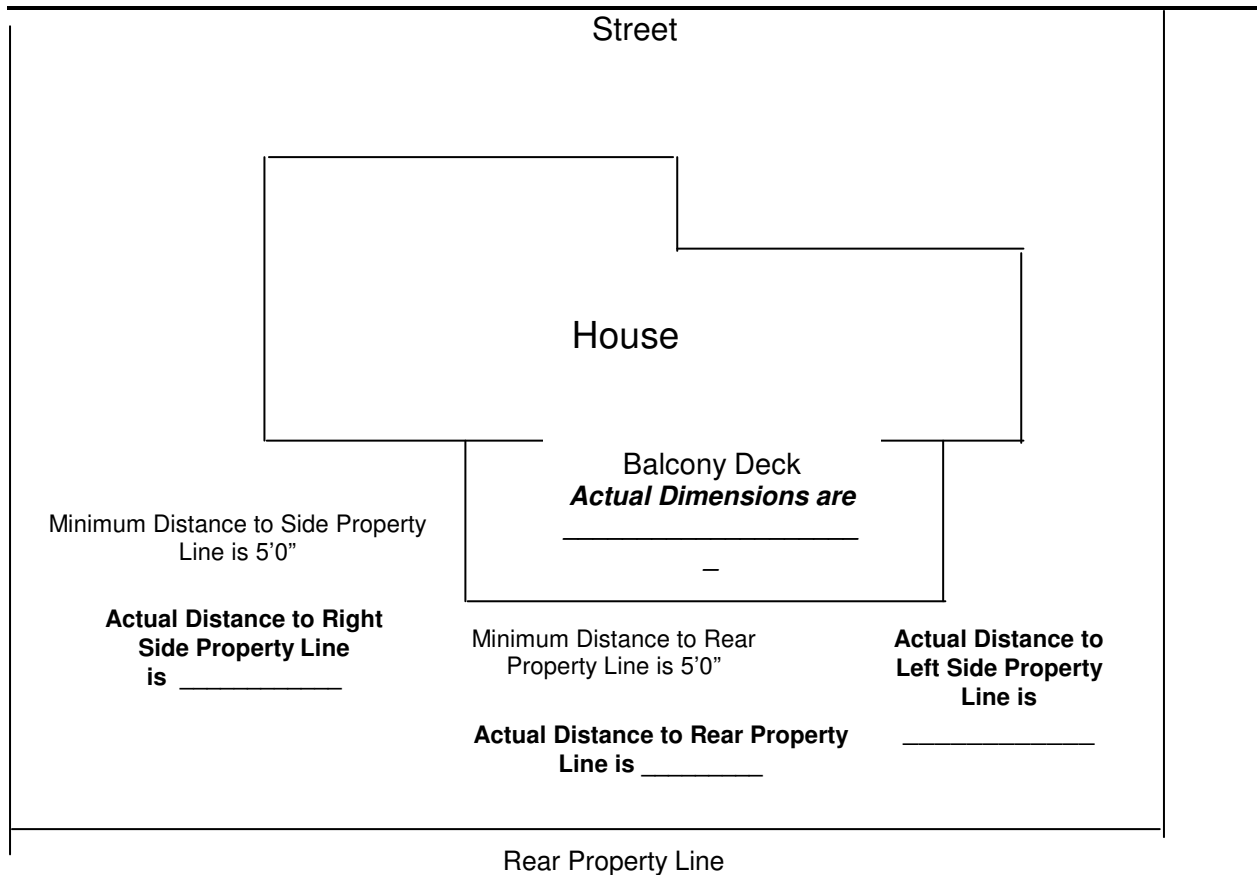 Street
House
Balcony Deck
Actual Dimensions are
______________________
_
Minimum Distance to Side Property
Line is 5'0”
Actual Distance to Right
Side Property Line
is ____________
Minimum Distance to Rear
Property Line is 5'0”
Actual Distance to Rear Property
Line is _________
Actual Distance to
Left Side Property
Line is
______________
Rear Property Line